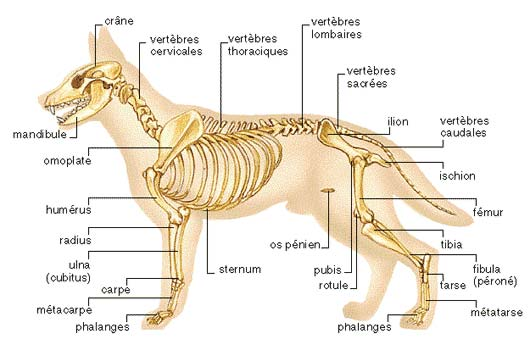 crâne
vertèbres
cervicales
vertèbres
thoraciques
vertèbres
lombaires
vertèbres
sacrées
ilion
vertèbres
caudales
mandibule
omoplate
ischion
humérus
fémur
radius
os pénien
tibia
ulna
(cubitus)
sternum
pubis
fibula
(péroné)
carpe
rotule
tarse
métacarpe
métatarse
phalanges
phalanges